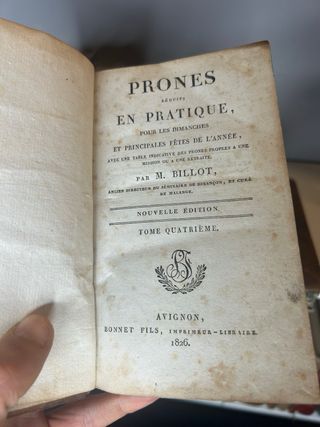 PRONES
RÉDUITS
EN PRATIQUE,
POUR LES DIMANCHES
ET PRINCIPALES FÊTES DE L'ANNÉE,
AVEC UNE TABLE INDICATIVE DES PRONES PROPRES A UNE
MISSION OU A UNE RETRAITE.
PAR M. BILLOT,
ANCIEN DIRECTEUR DU SÉMINAIRE DE BESANÇON, ET CURÉ
DE MALANGE.
NOUVELLE ÉDITION.
TOME QUATRIÈME.
AVIGNON,
BONNET FILS, IMPRIMEUR-LIBRAIRE.
1826.